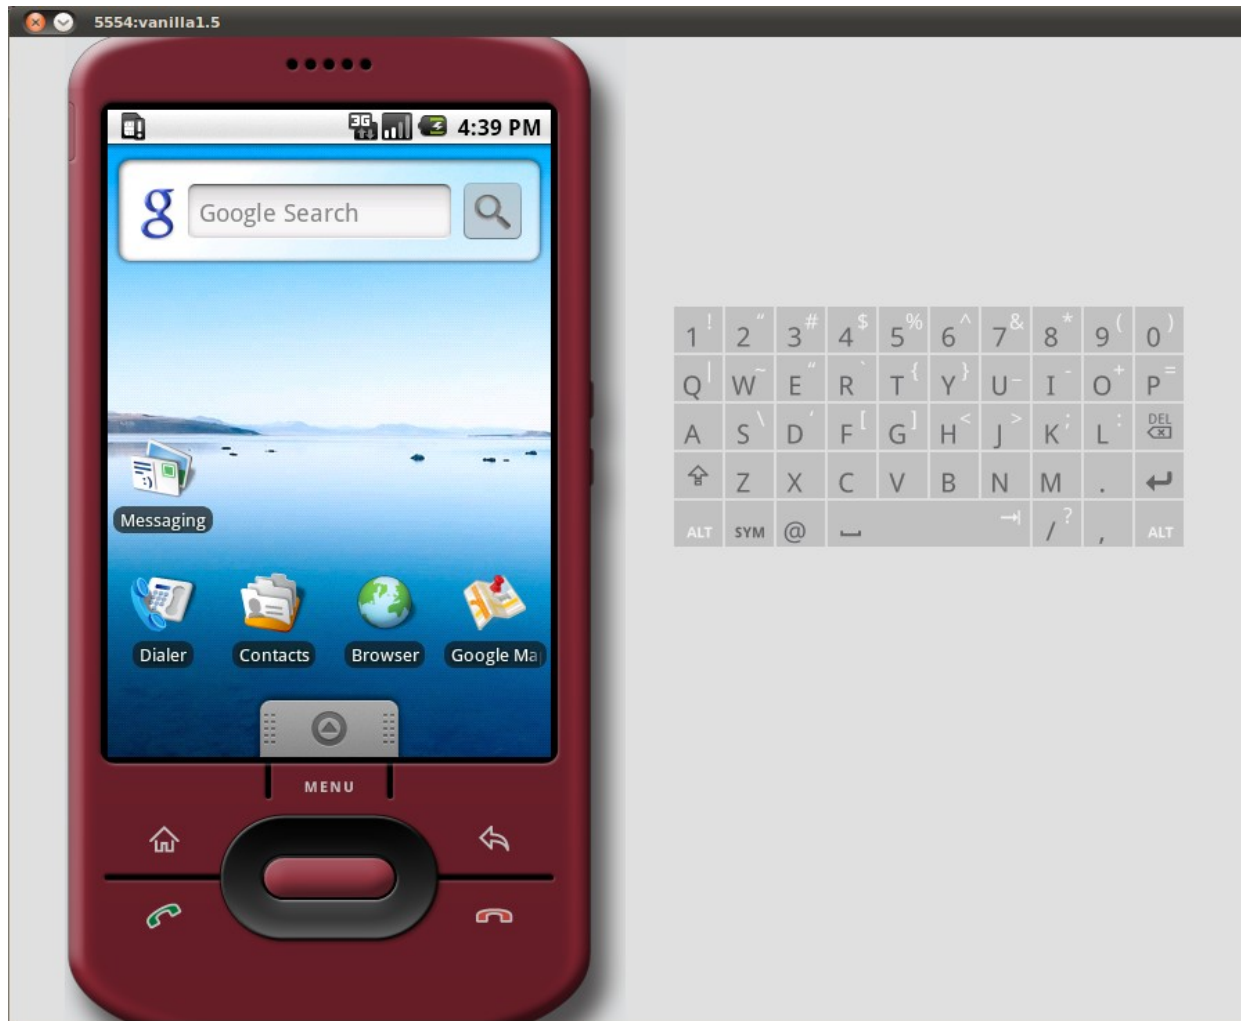 5554:vanilla1.5
3G 4:39 PM
g Google Search
Messaging
Dialer Contacts Browser Google Ma
MENU
1 ! 2 " 3 # 4 $ 5 % 6 ^ 7 & 8 * 9 ( 0 )
Q | W ~ E " R ` T { Y } U _ I - O + P =
A S \ D ' F [ G ] H < J > K ; L : DEL
Z X C V B N M .
ALT SYM @ / ? , ALT